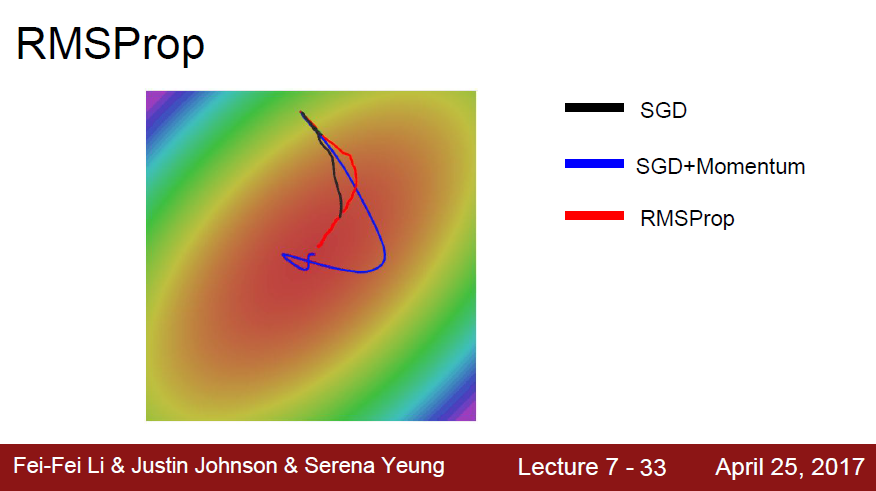 RMSProp
SGD
SGD+Momentum
RMSProp
Fei-Fei Li & Justin Johnson & Serena Yeung
Lecture 7 - 33
April 25, 2017